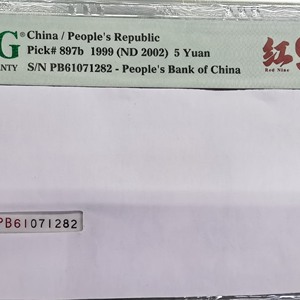 G China / People's Republic
Pick# 897b 1999 (ND 2002) 5 Yuan
NTY S/N PB61071282 - People's Bank of China
红
Red Nine
PB61071282